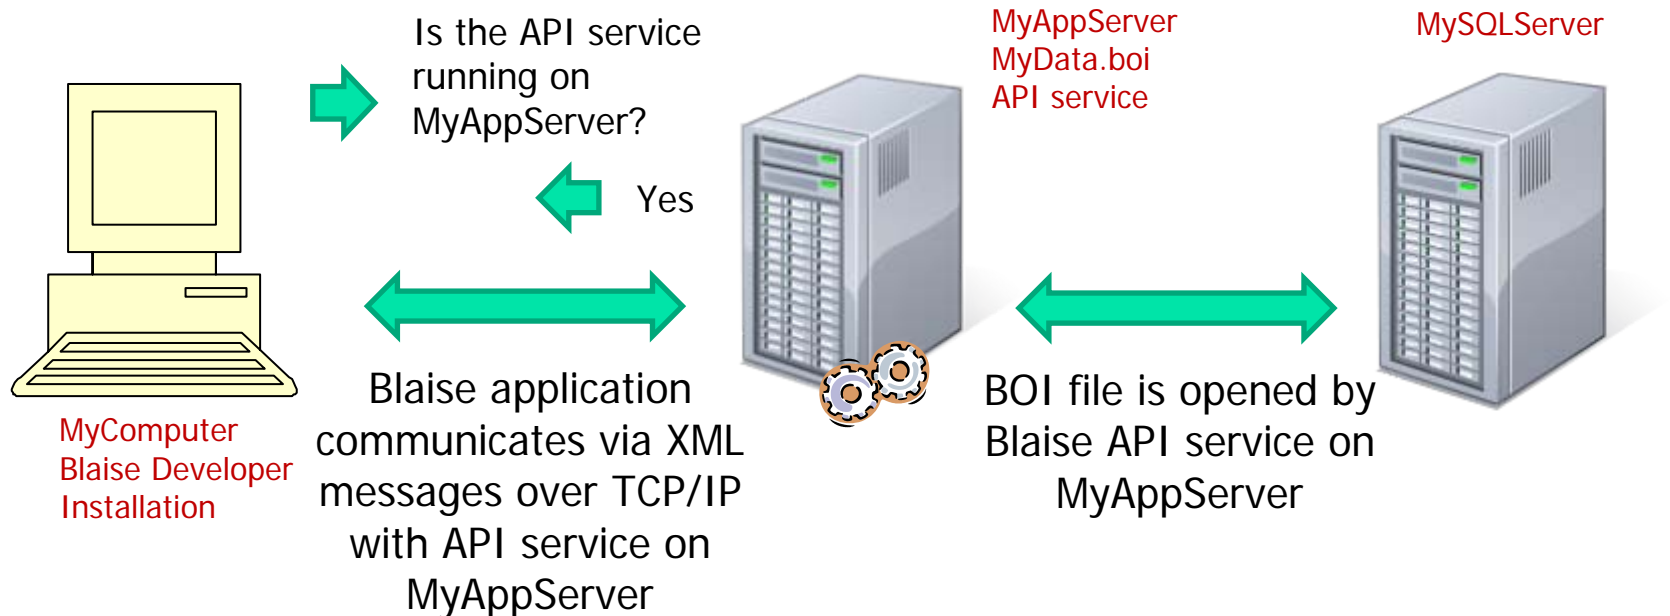 Is the API service
running on
MyAppServer?
Yes
MyAppServer
MyData.boi
API service
MySQLServer
MyComputer
Blaise Developer
Installation
Blaise application
communicates via XML
messages over TCP/IP
with API service on
MyAppServer
BOI file is opened by
Blaise API service on
MyAppServer